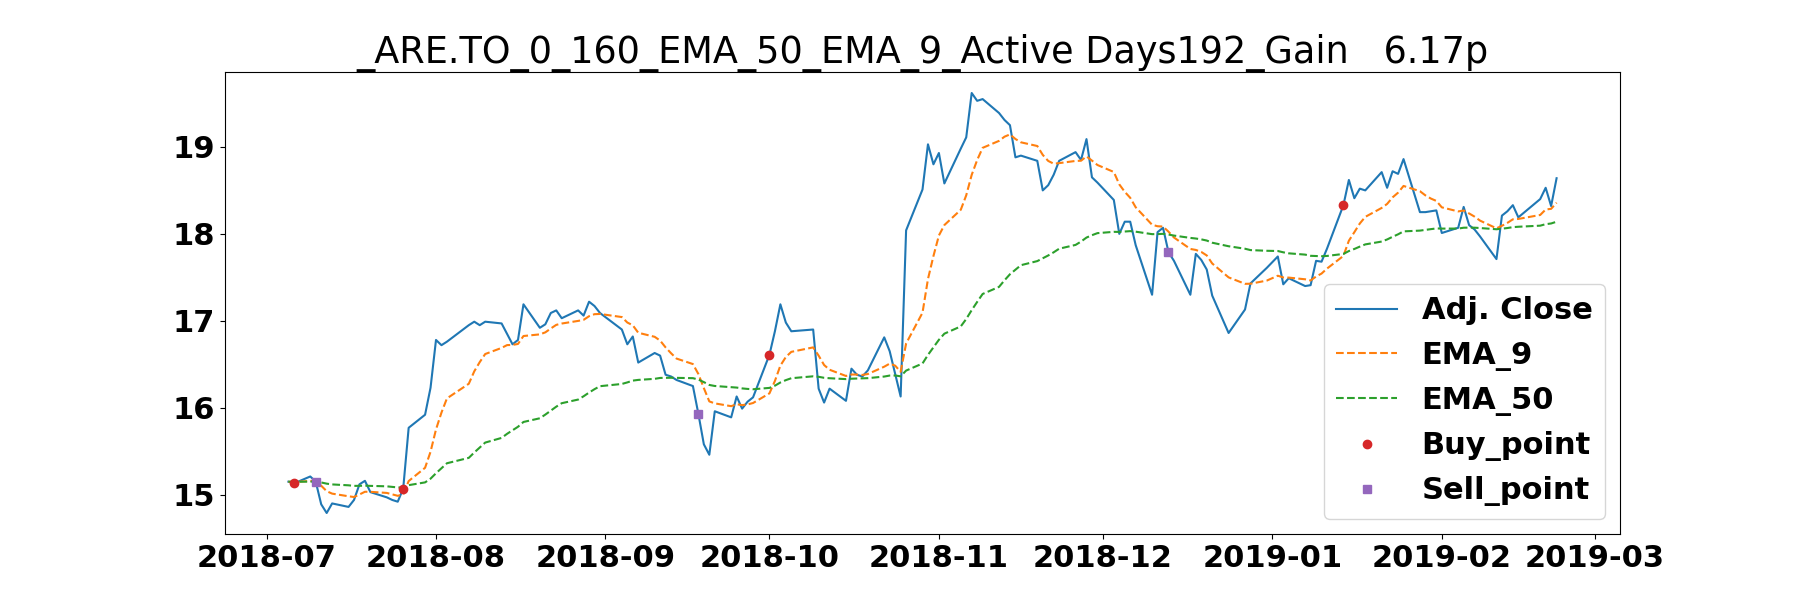 _ARE.TO_0_160_EMA_50_EMA_9_Active Days192_Gain   6.17p
19
18
17
16
15
Adj. Close
EMA_9
EMA_50
Buy_point
Sell_point
2018-07 2018-08 2018-09 2018-10 2018-11 2018-12 2019-01 2019-02 2019-03